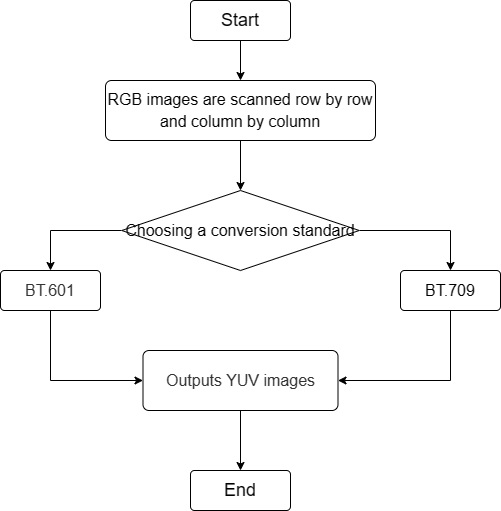 Start
RGB images are scanned row by row
and column by column
Choosing a conversion standard
BT.601
BT.709
Outputs YUV images
End